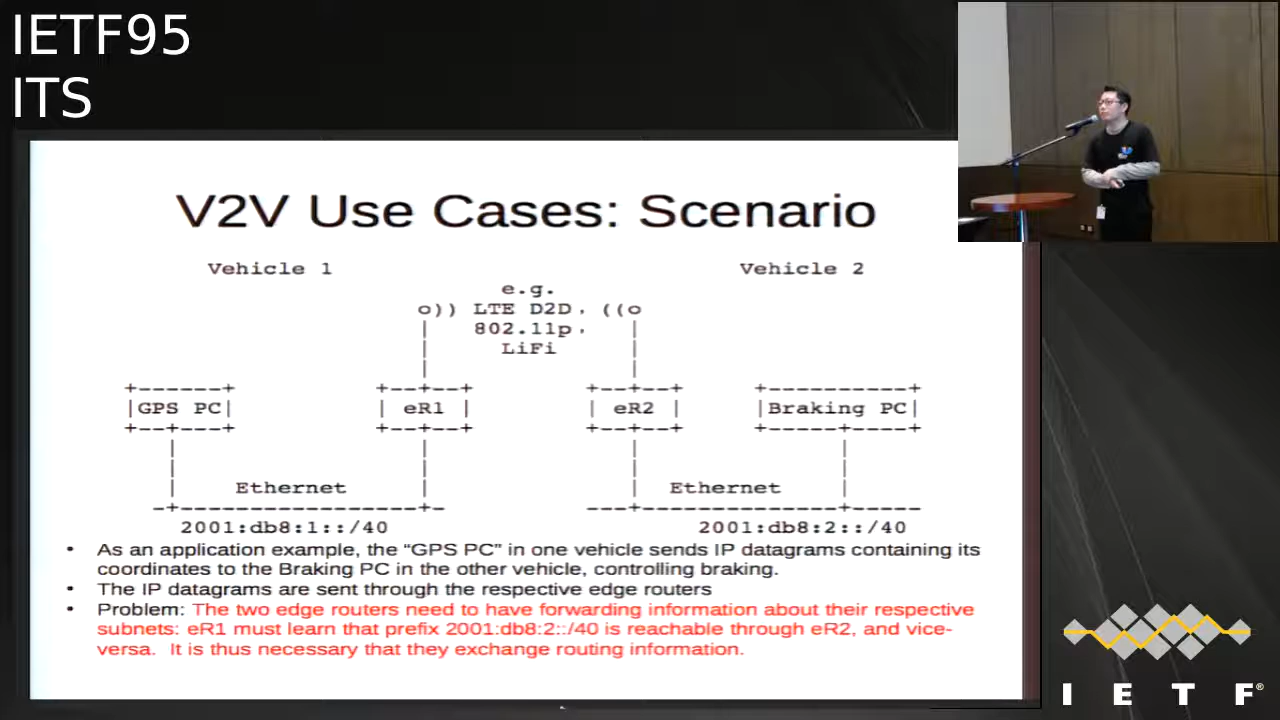 IETF95
ITS
V2V Use Cases: Scenario
Vehicle 1 Vehicle 2
e.g.
o)) LTE D2D, ((o
| 802.11p, |
| LiFi |
| |
+------+ +--+--+ +--+--+ +----------+
|GPS PC| | eR1 | | eR2 | |Braking PC|
+--+---+ +--+--+ +--+--+ +-----+----+
| | | |
| | | |
| Ethernet | | Ethernet |
-+------------------+- ---+---------------+-----
2001:db8:1::/40 2001:db8:2::/40
• As an application example, the “GPS PC” in one vehicle sends IP datagrams containing its
coordinates to the Braking PC in the other vehicle, controlling braking.
• The IP datagrams are sent through the respective edge routers
• Problem: The two edge routers need to have forwarding information about their respective
subnets: eR1 must learn that prefix 2001:db8:2::/40 is reachable through eR2, and vice-
versa. It is thus necessary that they exchange routing information.
I E T F®